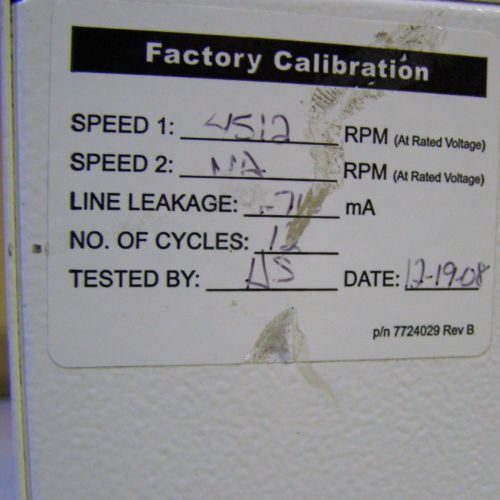 Factory Calibration
SPEED 1: 4512 RPM (At Rated Voltage)
SPEED 2: NA RPM (At Rated Voltage)
LINE LEAKAGE: mA
NO. OF CYCLES: 12
TESTED BY: DATE: 12-19-08
p/n 7724029 Rev B